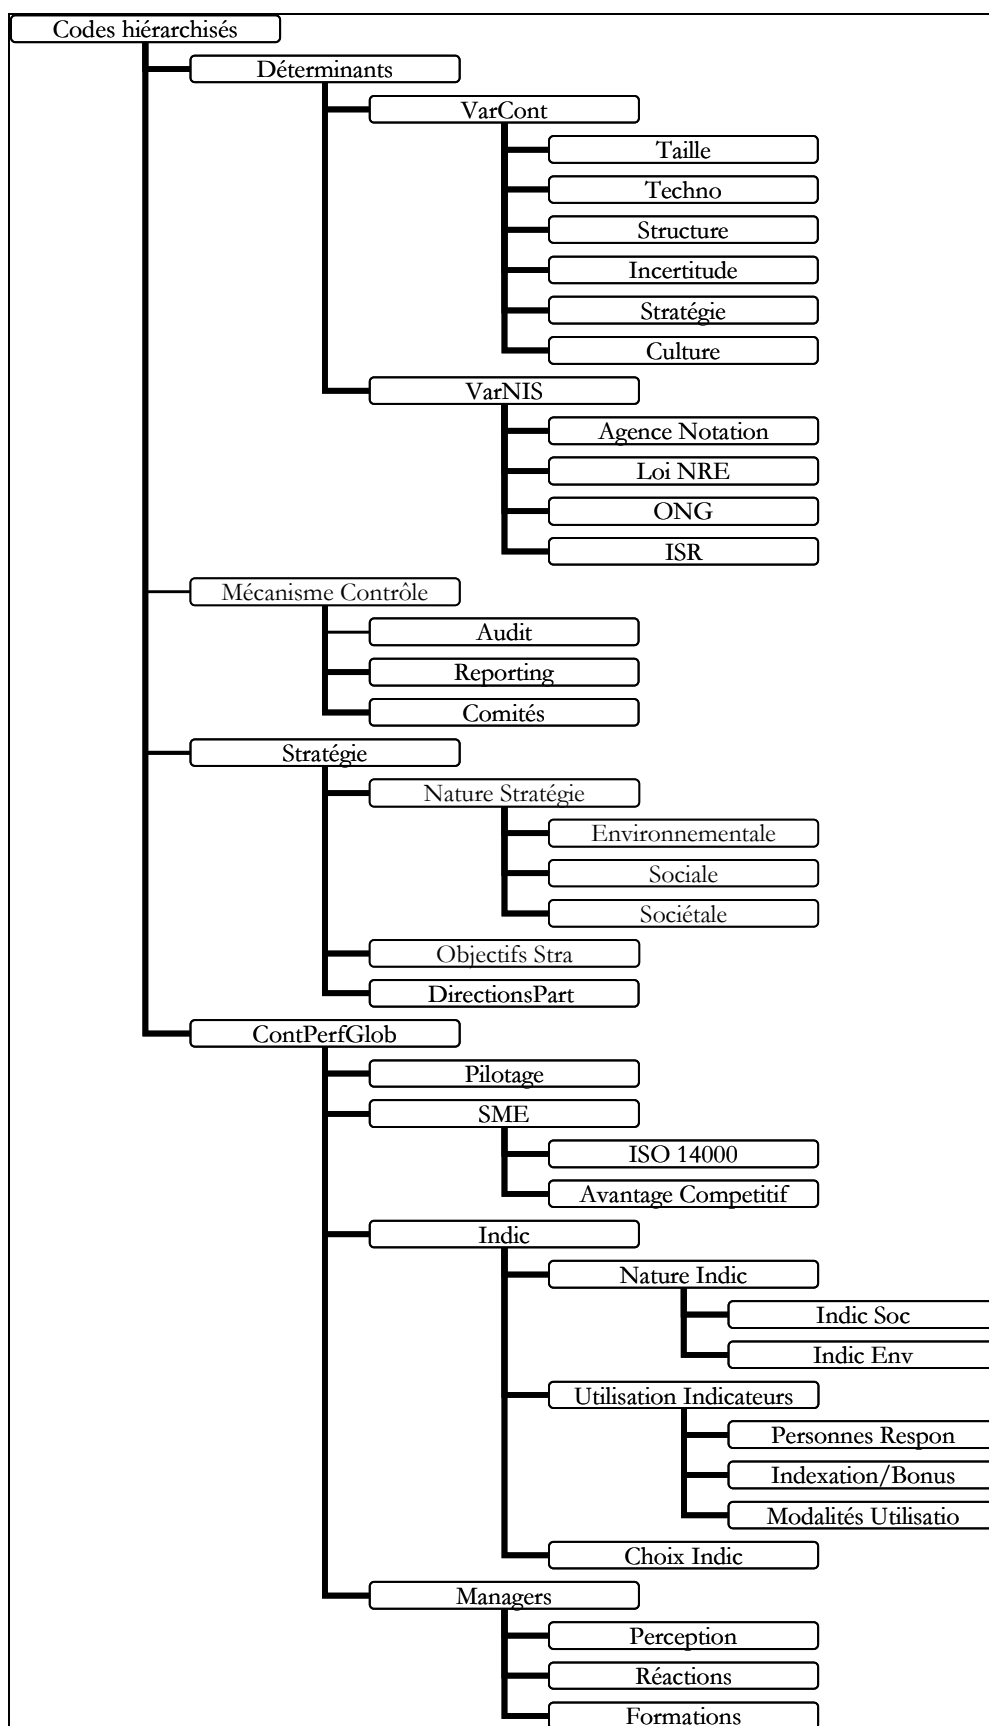 Codes hiérarchisés
Déterminants
VarCont
Taille
Techno
Structure
Incertitude
Stratégie
Culture
VarNIS
Agence Notation
Loi NRE
ONG
ISR
Mécanisme Contrôle
Audit
Reporting
Comités
Stratégie
Nature Stratégie
Environnementale
Sociale
Sociétale
Objectifs Stra
DirectionsPart
ContPerfGlob
Pilotage
SME
ISO 14000
Avantage Competitif
Indic
Nature Indic
Indic Soc
Indic Env
Utilisation Indicateurs
Personnes Respon
Indexation/Bonus
Modalités Utilisatio
Choix Indic
Managers
Perception
Réactions
Formations